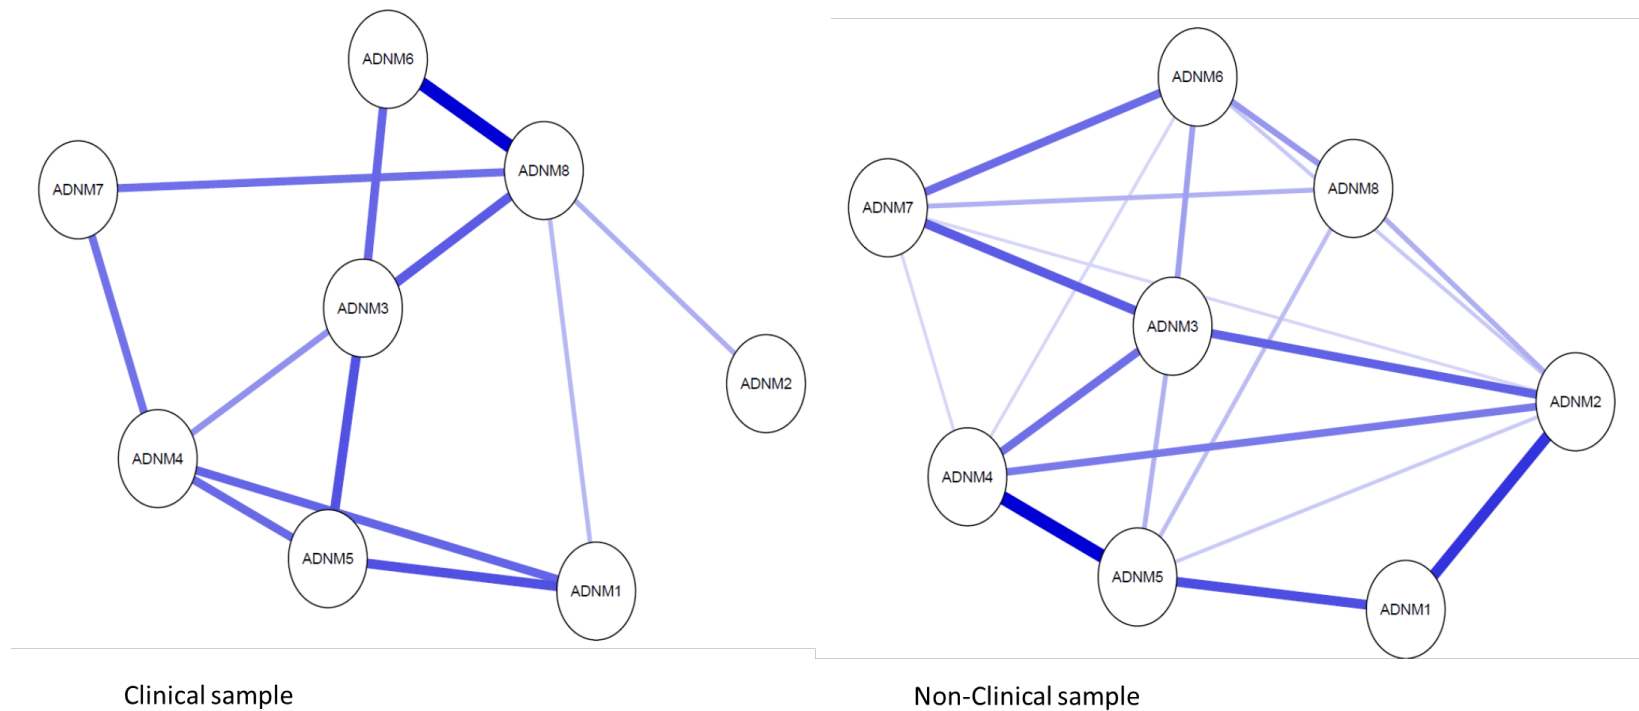 ADNM6
ADNM8
ADNM7
ADNM3
ADNM2
ADNM4
ADNM5
ADNM1
Clinical sample
ADNM6
ADNM8
ADNM7
ADNM3
ADNM2
ADNM4
ADNM5
ADNM1
Non-Clinical sample